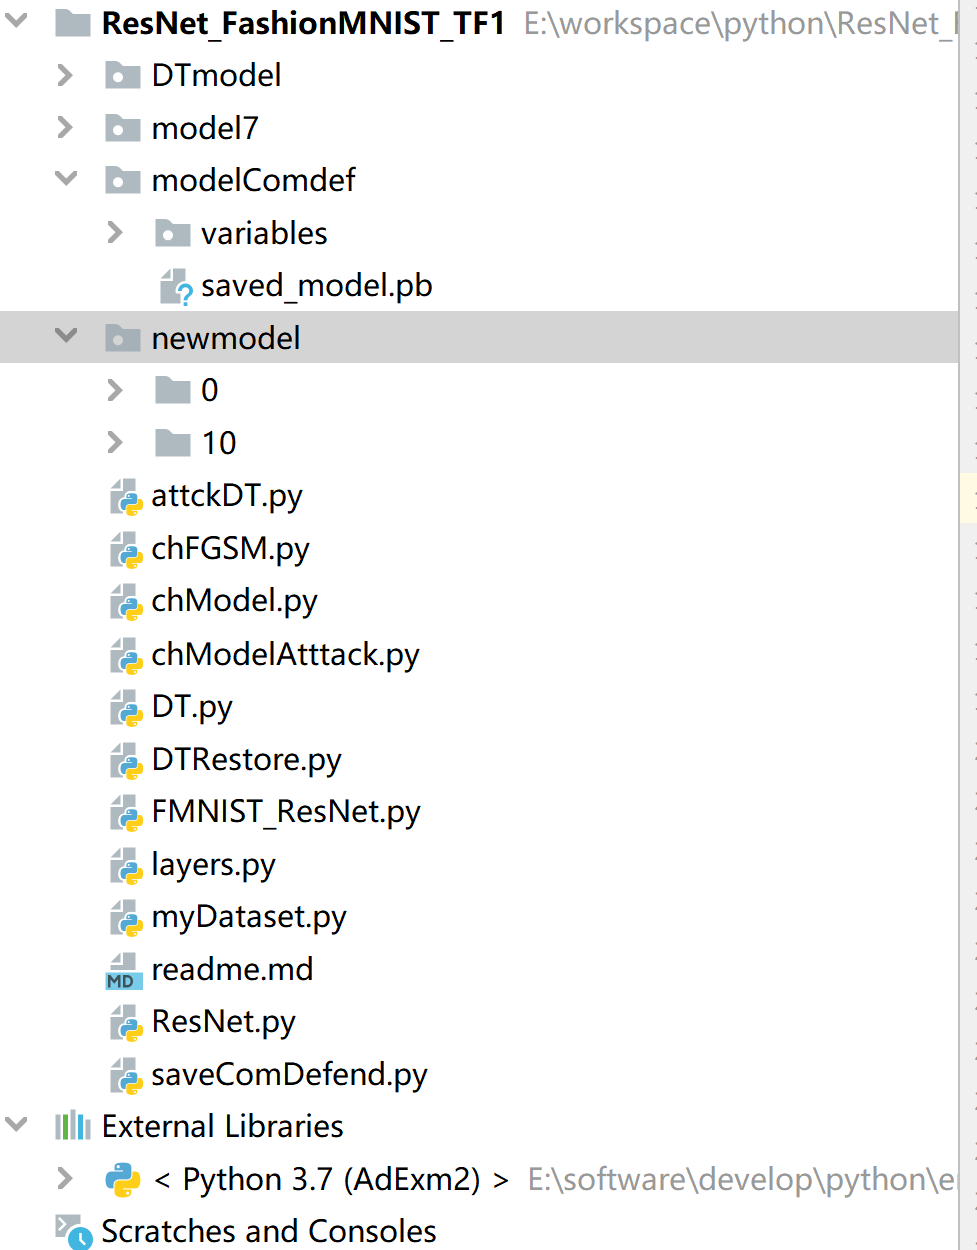 ResNet_FashionMNIST_TF1 E:\workspace\python\ResNet_
DTmodel
model7
modelComdef
variables
saved_model.pb
newmodel
0
10
attckDT.py
chFGSM.py
chModel.py
chModelAtttack.py
DT.py
DTRestore.py
FMNIST_ResNet.py
layers.py
myDataset.py
MD readme.md
ResNet.py
saveComDefend.py
External Libraries
< Python 3.7 (AdExm2) > E:\software\develop\python\e
Scratches and Consoles